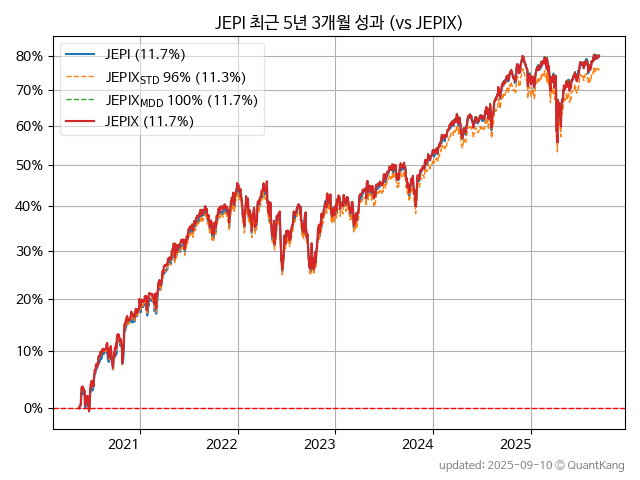 JEPI 최근 5년 3개월 성과 (vs JEPIX)
JEPI (11.7%)
JEPIX_STD 96% (11.3%)
JEPIX_MDD 100% (11.7%)
JEPIX (11.7%)
80%
70%
60%
50%
40%
30%
20%
10%
0%
2021 2022 2023 2024 2025
updated: 2025-09-10 © QuantKang